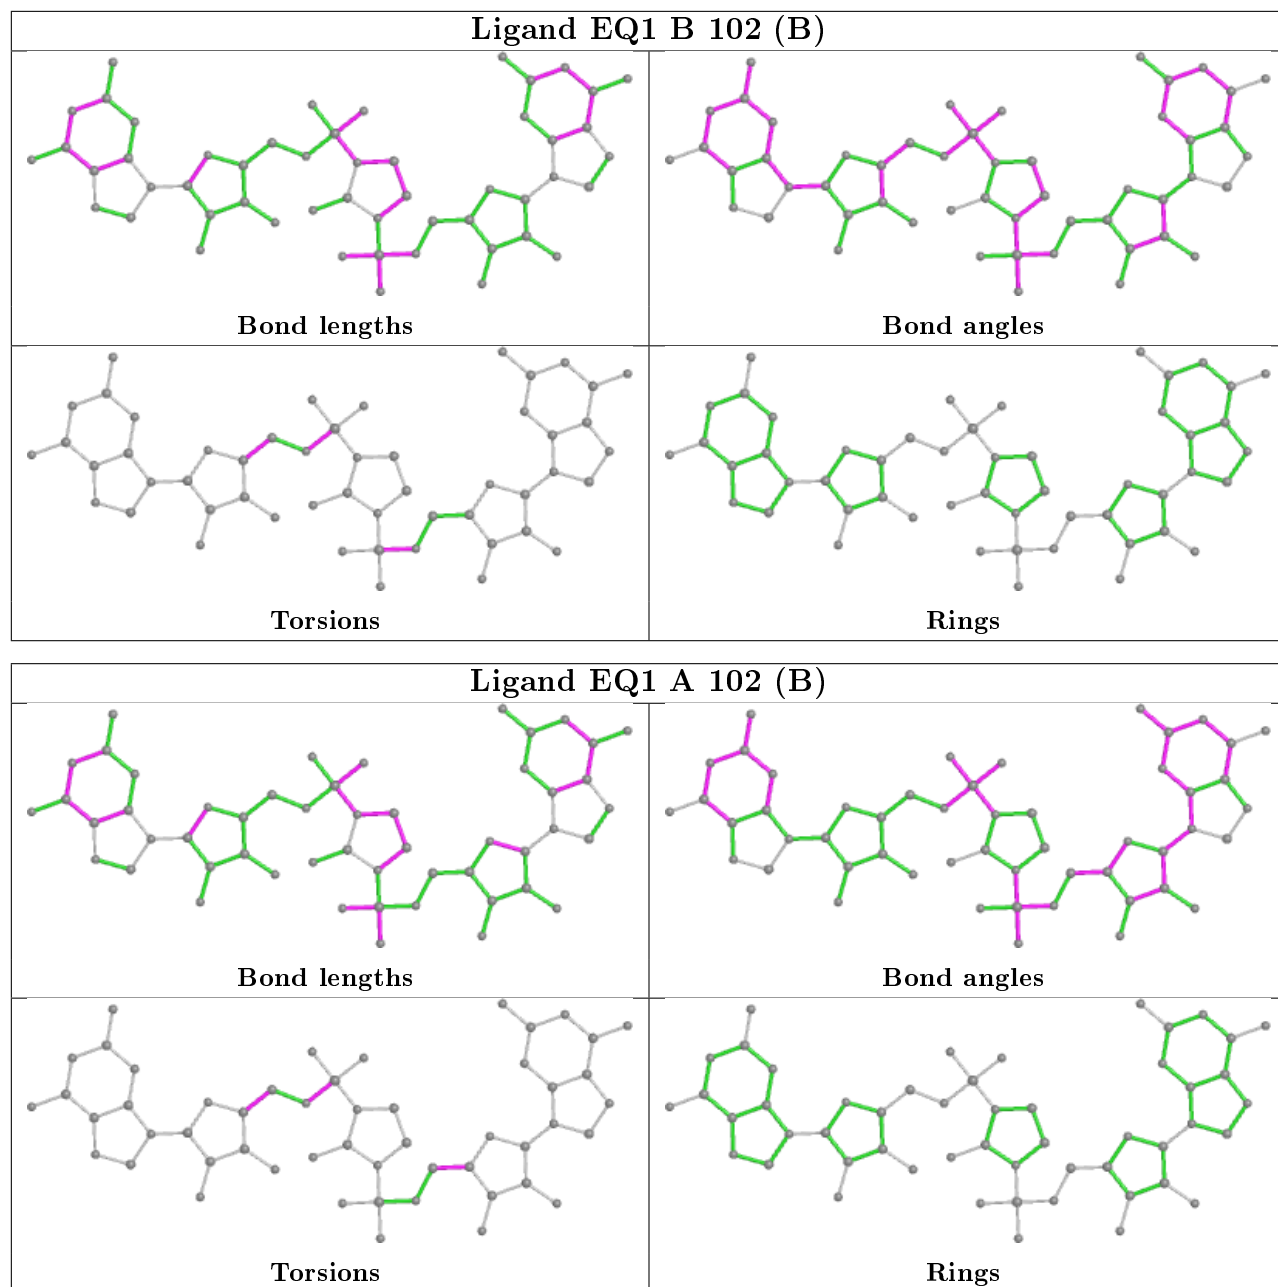 Ligand EQ1 B 102 (B)
Bond lengths
Bond angles
Torsions
Rings
Ligand EQ1 A 102 (B)
Bond lengths
Bond angles
Torsions
Rings